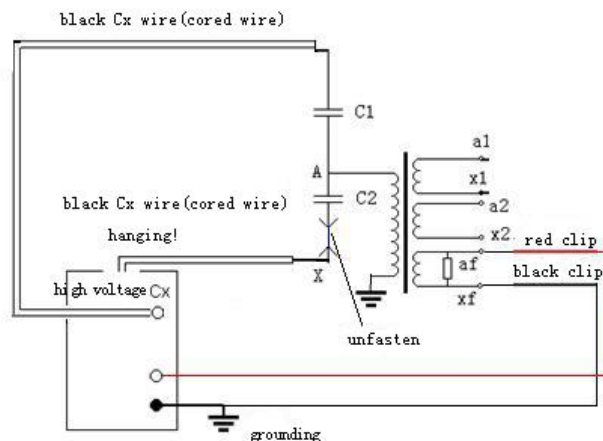 black Cx wire(cored wire)
C1
a1
A
x1
black Cx wire(cored wire)
C2
a2
hanging!
x2
red clip
af
X
black clip
high voltage
Cx
xf
unfasten
grounding